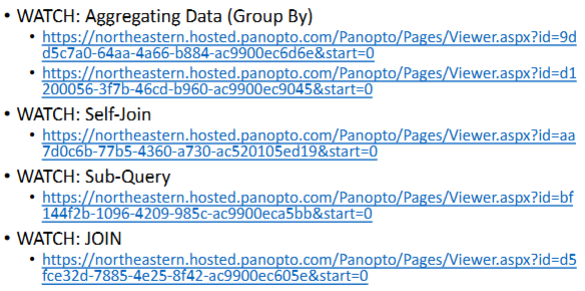 • WATCH: Aggregating Data (Group By)
• https://northeastern.hosted.panopto.com/Panopto/Pages/Viewer.aspx?id=9d
d5c7a0-64aa-4a66-b884-ac9900ec6d6e&start=0
• https://northeastern.hosted.panopto.com/Panopto/Pages/Viewer.aspx?id=d1
200056-3f7b-46cd-b960-ac9900ec9045&start=0
• WATCH: Self-Join
• https://northeastern.hosted.panopto.com/Panopto/Pages/Viewer.aspx?id=aa
7d0c6b-77b5-4360-a730-ac520105ed19&start=0
• WATCH: Sub-Query
• https://northeastern.hosted.panopto.com/Panopto/Pages/Viewer.aspx?id=bf
144f2b-1096-4209-985c-ac9900eca5bb&start=0
• WATCH: JOIN
• https://northeastern.hosted.panopto.com/Panopto/Pages/Viewer.aspx?id=d5
fce32d-7885-4e25-8f42-ac9900ec605e&start=0